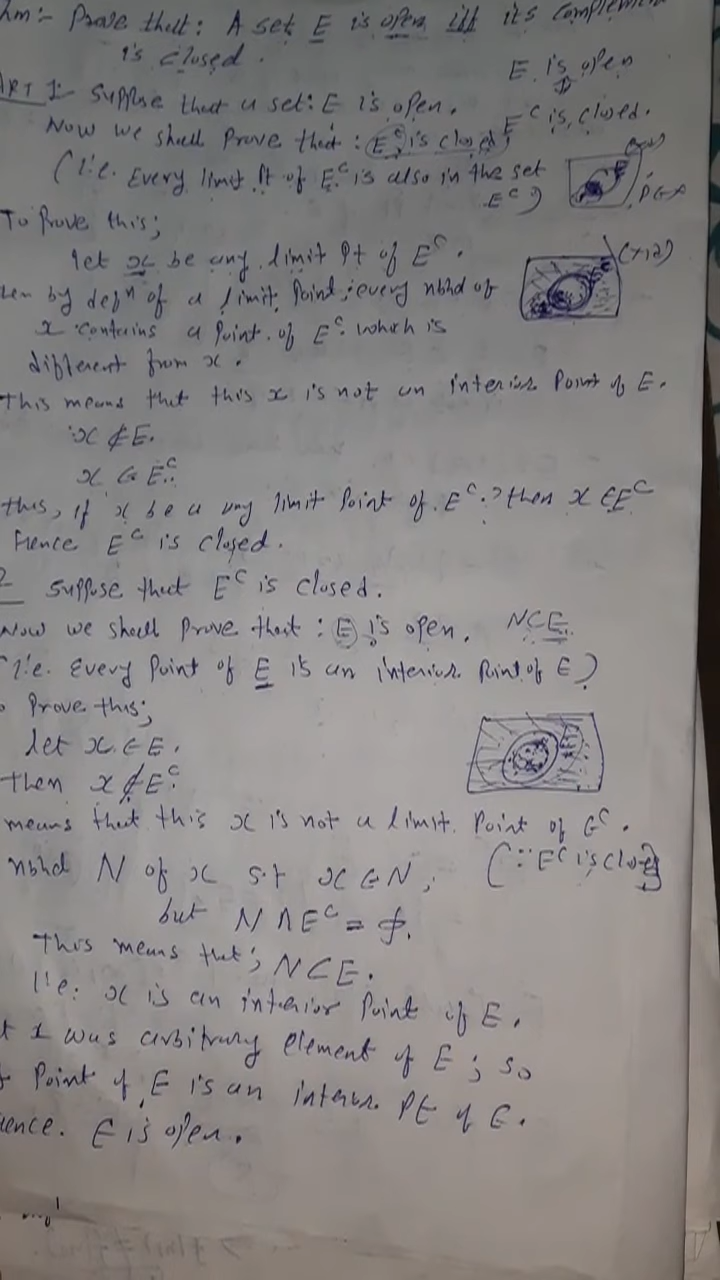 Prove that: A set E is open iff its complement
is closed.
E is open
⇓
E^C is closed.
ART 1:- Suppose that a set: E is open.
Now we shall prove that: E^C is closed,
(i.e. Every limit pt of E^C is also in the set
E^C)
To prove this;
let x be any limit pt of E^C.
by def^n of a limit point; every nbhd of
x contains a point of E^C which is
different from x.
This means that this x is not an interior point of E.
x ∉ E.
x ∈ E^C.
this, if x be a any limit point of E^C; then x ∈ E^C
Hence E^C is closed.
2 Suppose that E^C is closed.
Now we shall prove that: E is open. N⊂E.
(i.e. Every point of E is an interior point of E)
Prove this;
let x ∈ E.
then x ∉ E^C.
means that this x is not a limit point of E^C.
(∵ E^C is closed)
nbhd N of x s.t x ∈ N;
but N ∩ E^C = ϕ.
This means that; N⊂E.
i.e. x is an interior point of E.
x was arbitrary element of E; so
point of E is an interior pt of E.
Hence. E is open.